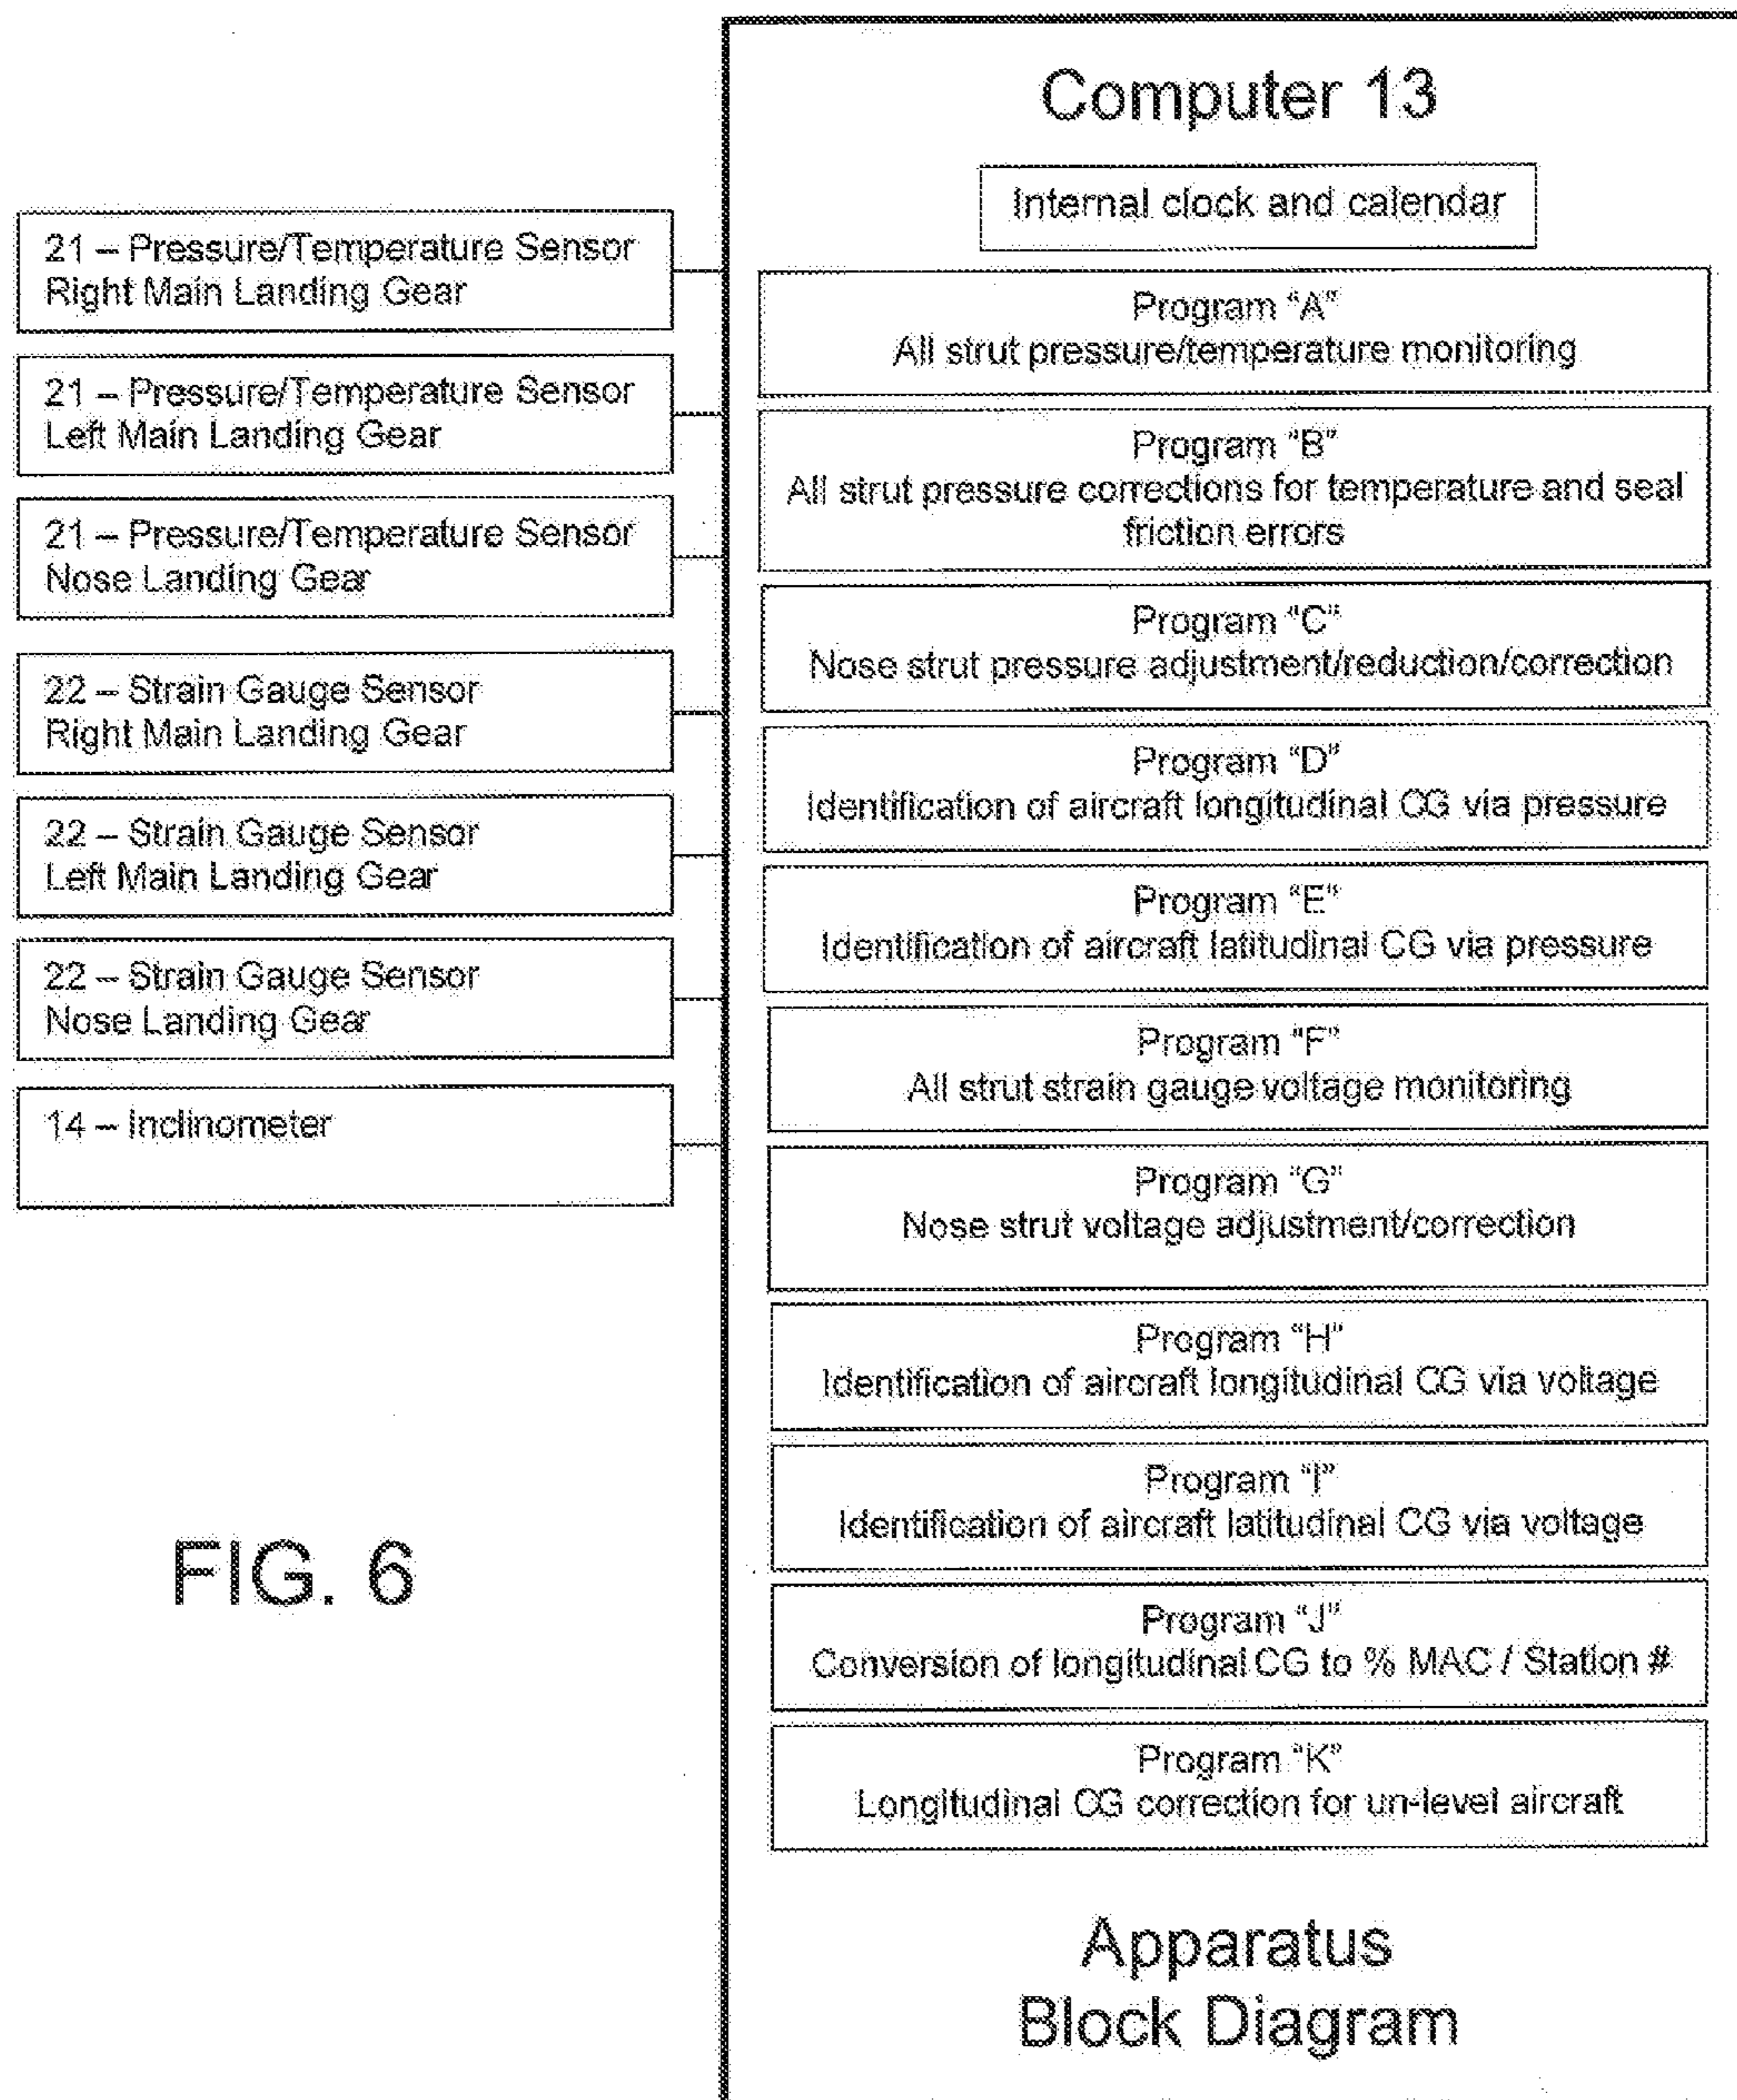 Computer 13
Internal clock and calendar
21 – Pressure/Temperature Sensor
Right Main Landing Gear
21 – Pressure/Temperature Sensor
Left Main Landing Gear
21 – Pressure/Temperature Sensor
Nose Landing Gear
22 – Strain Gauge Sensor
Right Main Landing Gear
22 – Strain Gauge Sensor
Left Main Landing Gear
22 – Strain Gauge Sensor
Nose Landing Gear
14 – Inclinometer
Program "A"
All strut pressure/temperature monitoring
Program "B"
All strut pressure corrections for temperature and seal
friction errors
Program "C"
Nose strut pressure adjustment/reduction/correction
Program "D"
Identification of aircraft longitudinal CG via pressure
Program "E"
Identification of aircraft latitudinal CG via pressure
Program "F"
All strut strain gauge voltage monitoring
Program "G"
Nose strut voltage adjustment/correction
Program "H"
Identification of aircraft longitudinal CG via voltage
Program "I"
Identification of aircraft latitudinal CG via voltage
Program "J"
Conversion of longitudinal CG to % MAC / Station #
Program "K"
Longitudinal CG correction for un-level aircraft
FIG. 6
Apparatus
Block Diagram